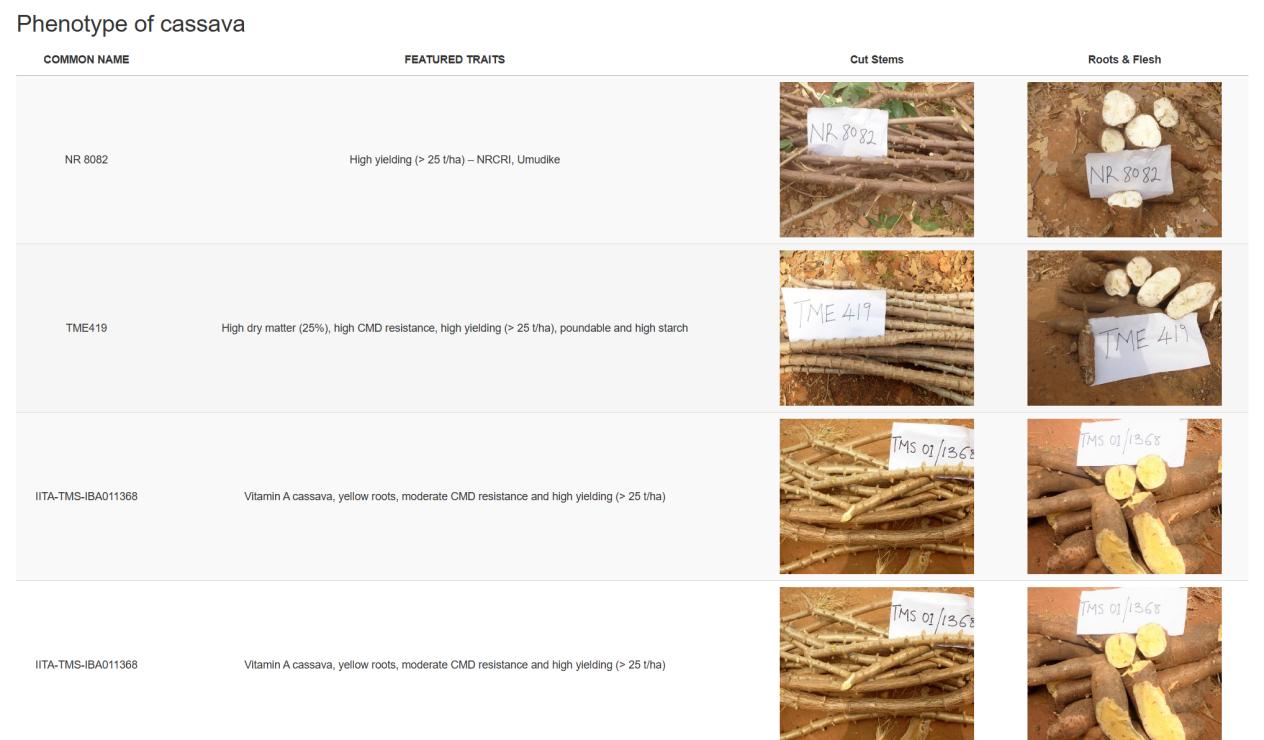 Phenotype of cassava
COMMON NAME FEATURED TRAITS Cut Stems Roots & Flesh
NR 8082
NR 8082 High yielding (> 25 t/ha) – NRCRI, Umudike
NR 8082
TME 419
TME419 High dry matter (25%), high CMD resistance, high yielding (> 25 t/ha), poundable and high starch
TME 419
TMS 01/1368
TMS 01/1368
IITA-TMS-IBA011368 Vitamin A cassava, yellow roots, moderate CMD resistance and high yielding (> 25 t/ha)
TMS 01/1368
TMS 01/1368
IITA-TMS-IBA011368 Vitamin A cassava, yellow roots, moderate CMD resistance and high yielding (> 25 t/ha)